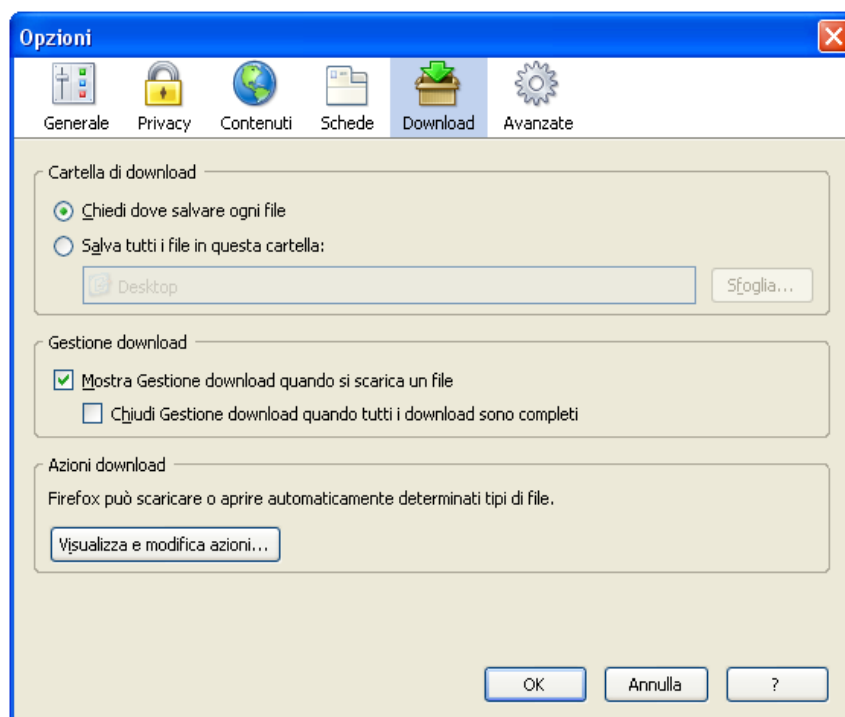 Opzioni
Generale Privacy Contenuti Schede Download Avanzate
Cartella di download
Chiedi dove salvare ogni file
Salva tutti i file in questa cartella:
Desktop Sfoglia...
Gestione download
Mostra Gestione download quando si scarica un file
Chiudi Gestione download quando tutti i download sono completi
Azioni download
Firefox può scaricare o aprire automaticamente determinati tipi di file.
Visualizza e modifica azioni...
OK Annulla ?